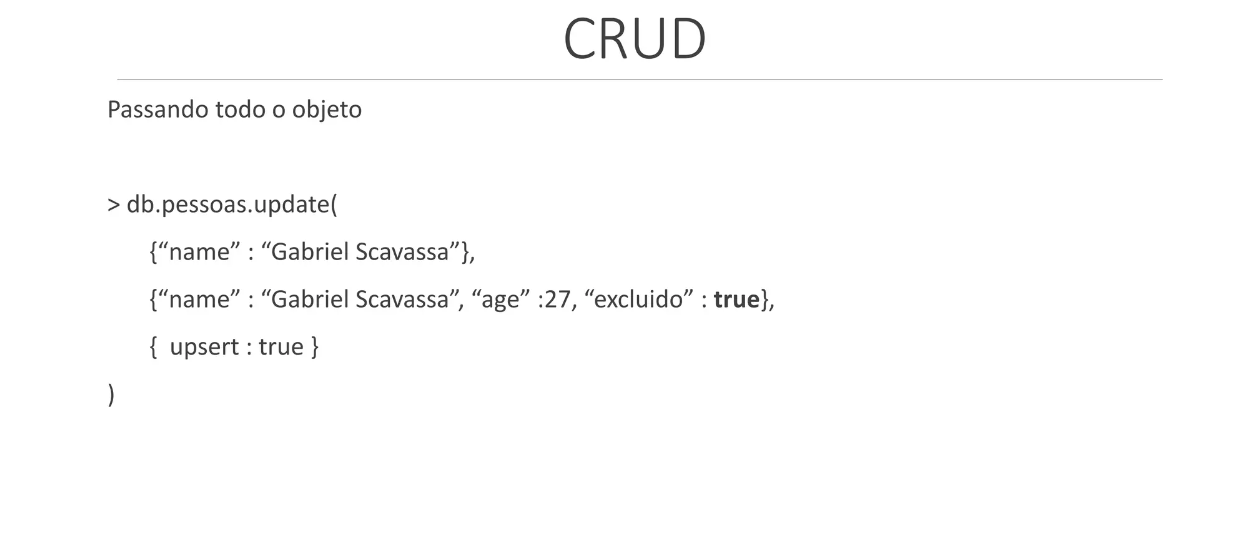 CRUD
Passando todo o objeto
> db.pessoas.update(
{“name” : “Gabriel Scavassa”},
{“name” : “Gabriel Scavassa”, “age” :27, “excluido” : true},
{  upsert : true }
)